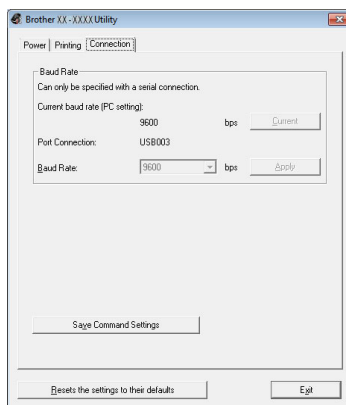 Brother XX-XXXX Utility
Power Printing Connection
Baud Rate
Can only be specified with a serial connection.
Current baud rate (PC setting):
9600 bps Current
Port Connection: USB003
Baud Rate: 9600 bps Apply
Save Command Settings
Resets the settings to their defaults Exit